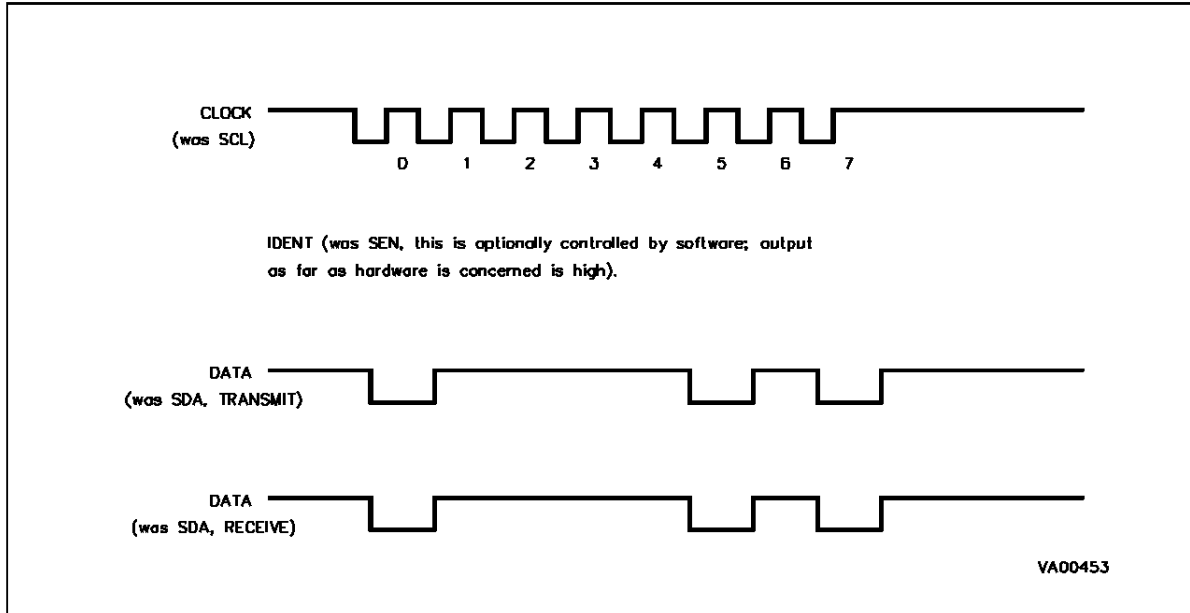 CLOCK
(was SCL)
0 1 2 3 4 5 6 7
IDENT (was SEN, this is optionally controlled by software; output
as far as hardware is concerned is high).
DATA
(was SDA, TRANSMIT)
DATA
(was SDA, RECEIVE)
VA00453